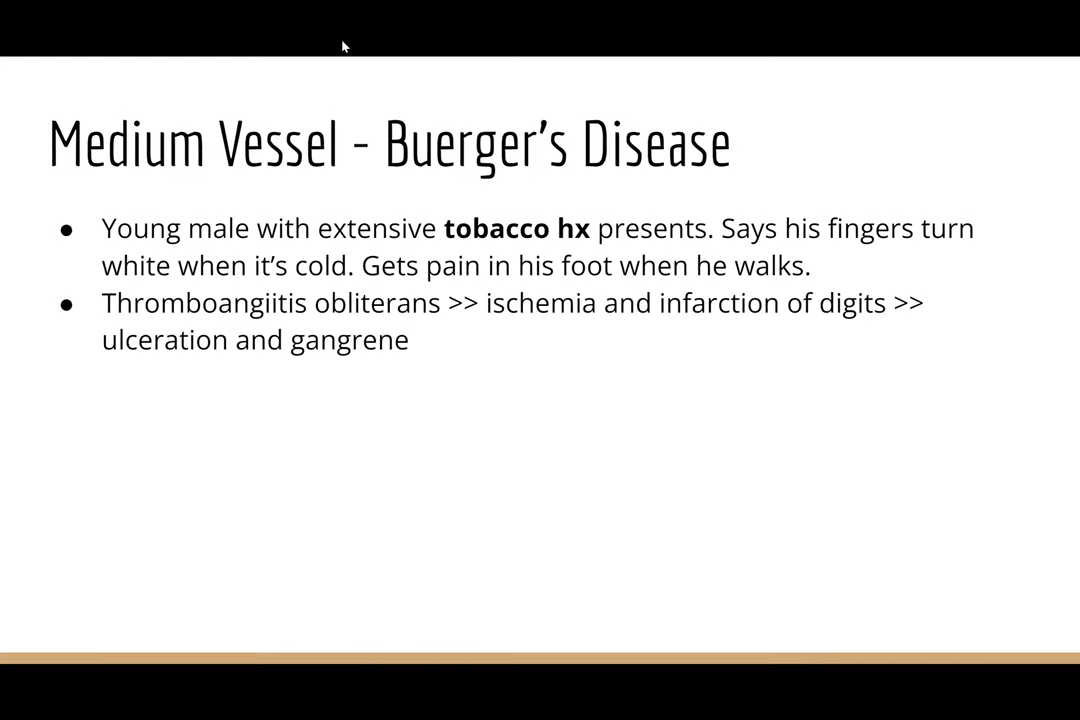 Medium Vessel - Buerger's Disease
● Young male with extensive tobacco hx presents. Says his fingers turn
white when it's cold. Gets pain in his foot when he walks.
● Thromboangiitis obliterans >> ischemia and infarction of digits >>
ulceration and gangrene